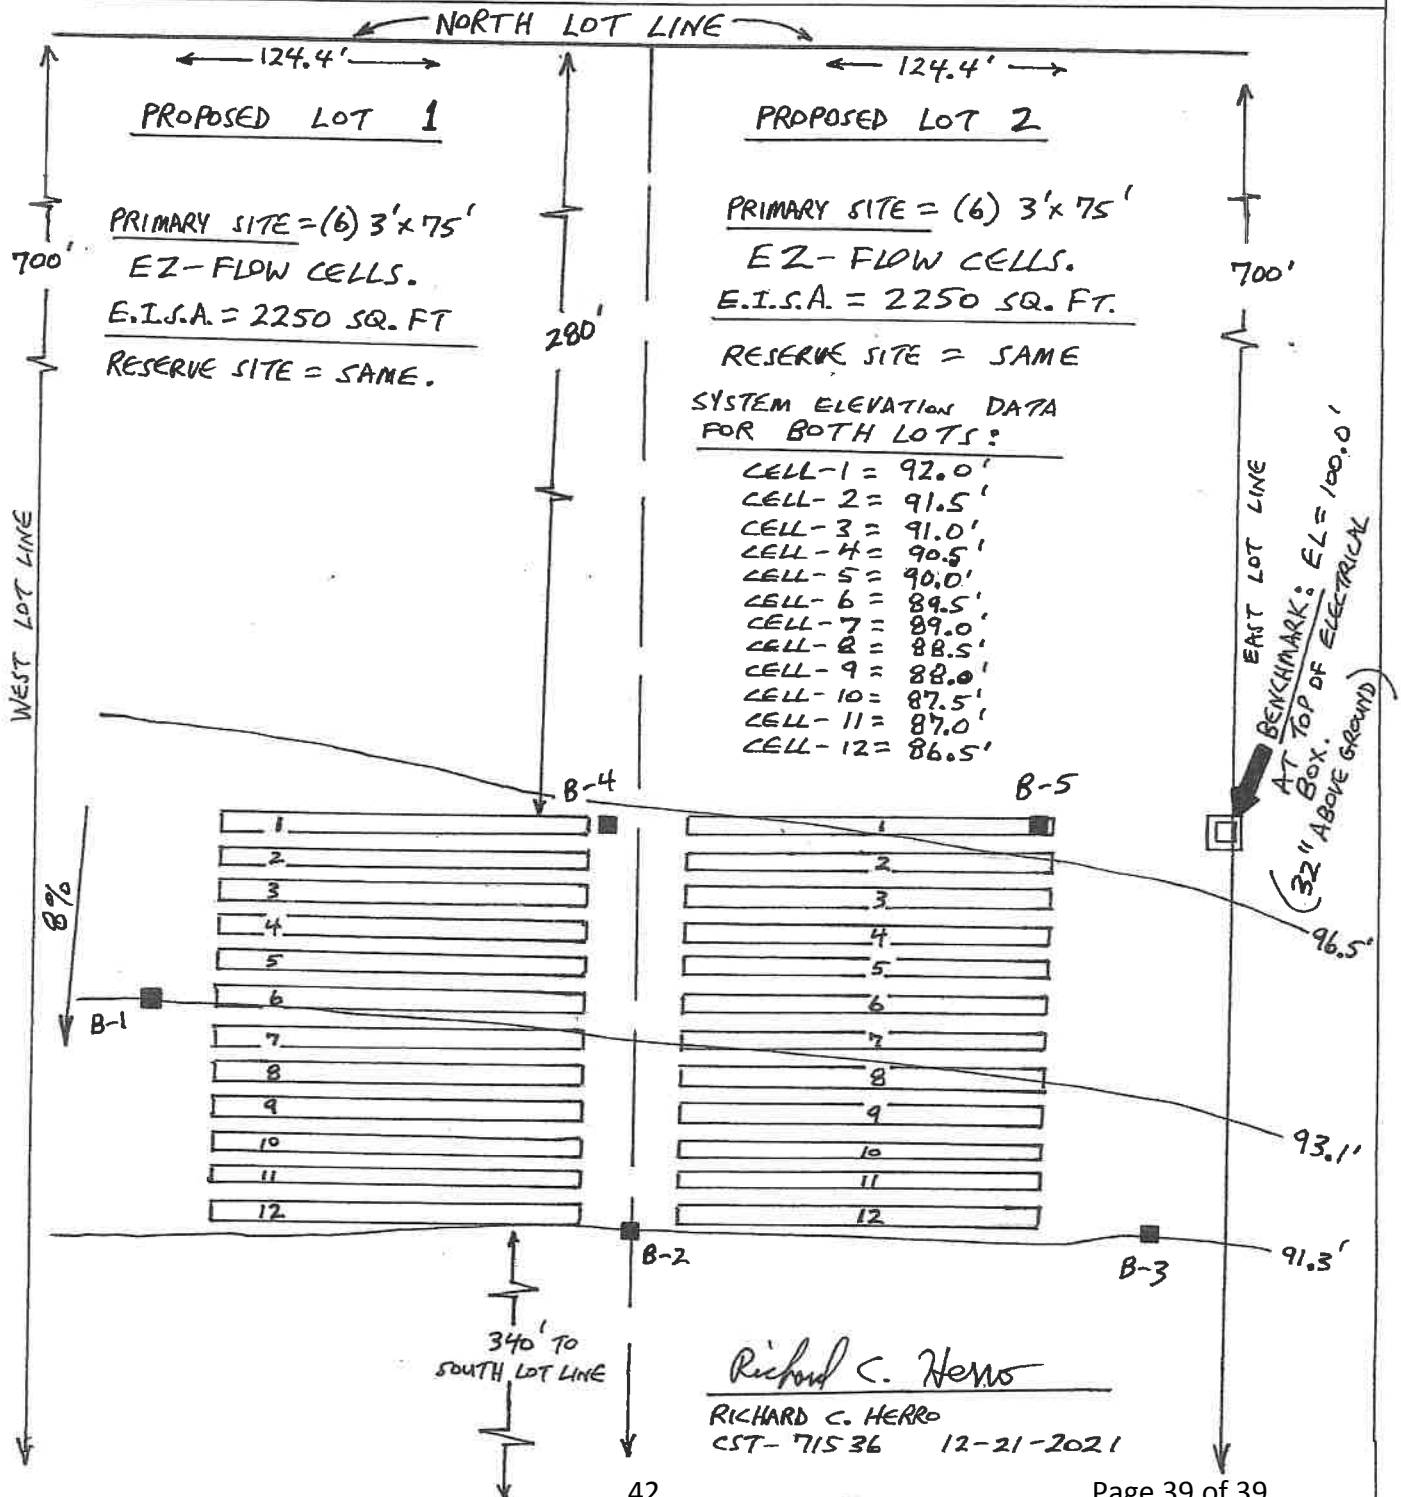 NORTH LOT LINE
124.4'
124.4'
PROPOSED LOT 1
PROPOSED LOT 2
PRIMARY SITE = (6) 3' x 75'
EZ-FLOW CELLS.
E.I.S.A. = 2250 SQ. FT
RESERVE SITE = SAME.
PRIMARY SITE = (6) 3' x 75'
EZ-FLOW CELLS.
E.I.S.A. = 2250 SQ. FT.
RESERVE SITE = SAME
700'
280'
700'
SYSTEM ELEVATION DATA
FOR BOTH LOTS:
CELL-1 = 92.0'
CELL-2 = 91.5'
CELL-3 = 91.0'
CELL-4 = 90.5'
CELL-5 = 90.0'
CELL-6 = 89.5'
CELL-7 = 89.0'
CELL-8 = 88.5'
CELL-9 = 88.0'
CELL-10 = 87.5'
CELL-11 = 87.0'
CELL-12 = 86.5'
WEST LOT LINE
EAST LOT LINE
BENCHMARK: EL = 100.0'
AT TOP OF ELECTRICAL
BOX.
(32" ABOVE GROUND)
B-4
B-5
8%
1
2
3
4
5
6
7
8
9
10
11
12
1
2
3
4
5
6
7
8
9
10
11
12
96.5'
B-1
93.1'
B-2
B-3
91.3'
340' TO
SOUTH LOT LINE
Richard C. Herro
RICHARD C. HERRO
CST-71536 12-21-2021
42
Page 39 of 39